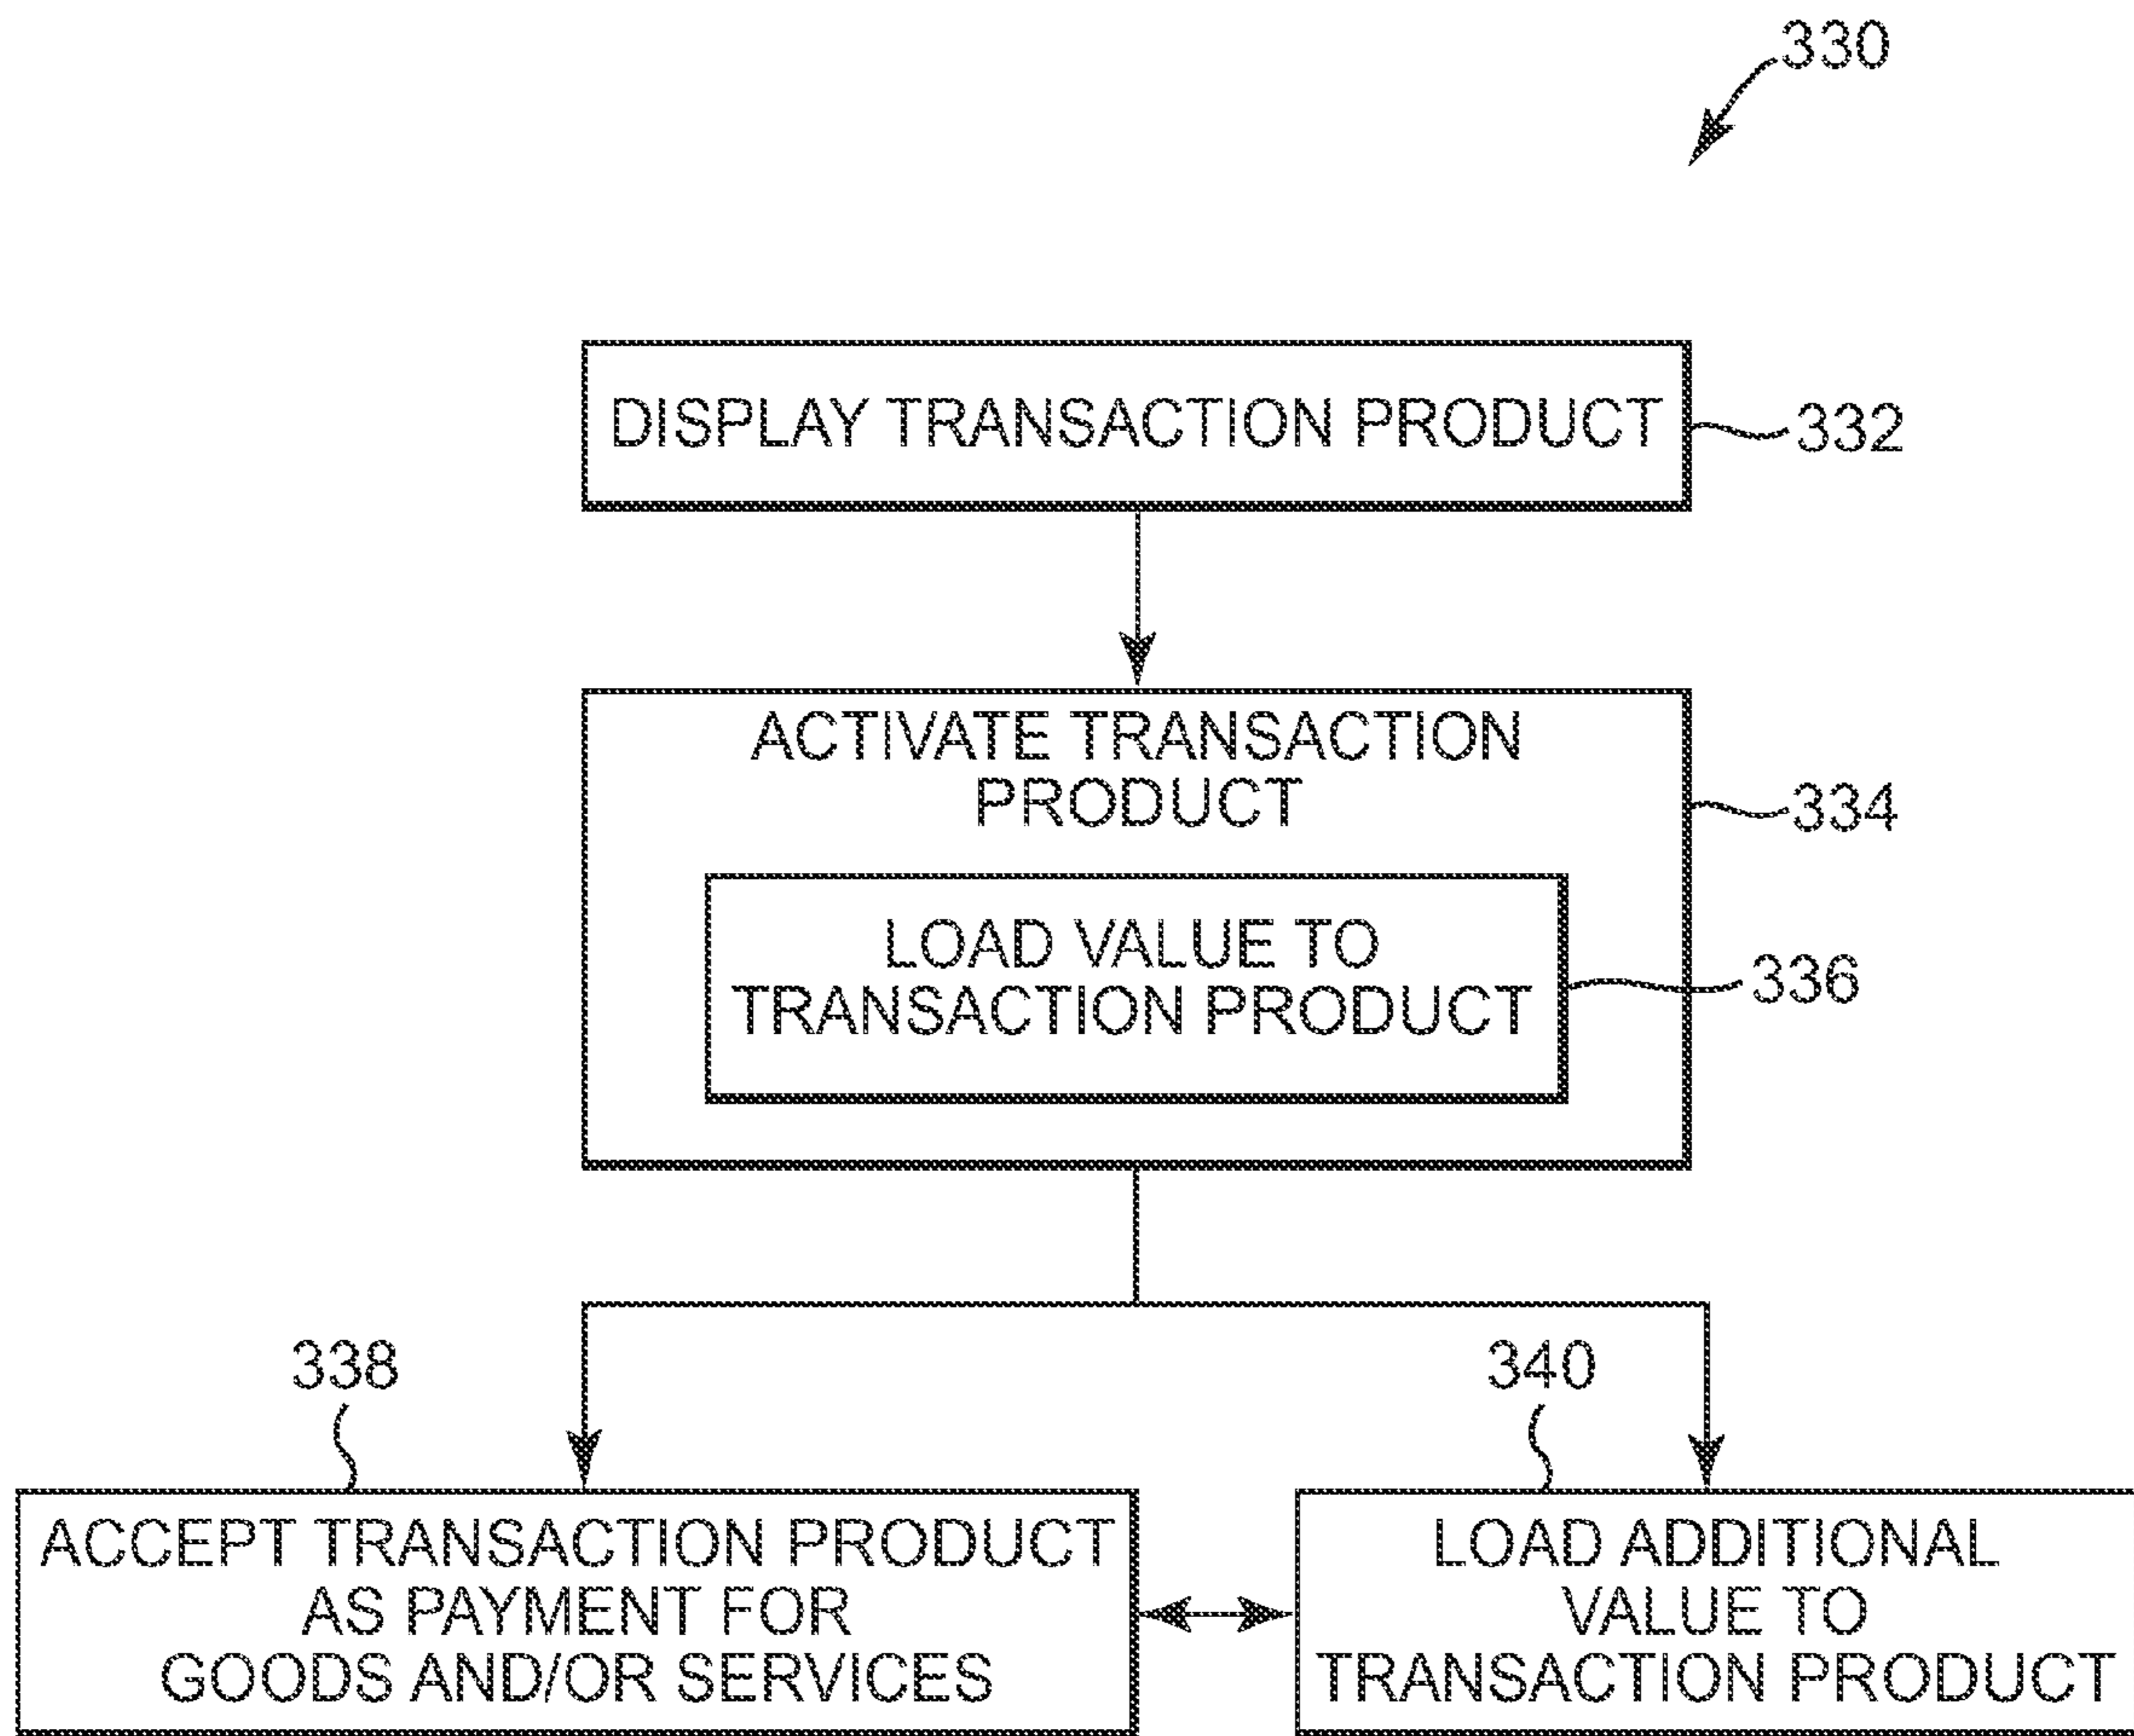 330
DISPLAY TRANSACTION PRODUCT
332
ACTIVATE TRANSACTION
PRODUCT
334
LOAD VALUE TO
TRANSACTION PRODUCT
336
338
ACCEPT TRANSACTION PRODUCT
AS PAYMENT FOR
GOODS AND/OR SERVICES
340
LOAD ADDITIONAL
VALUE TO
TRANSACTION PRODUCT